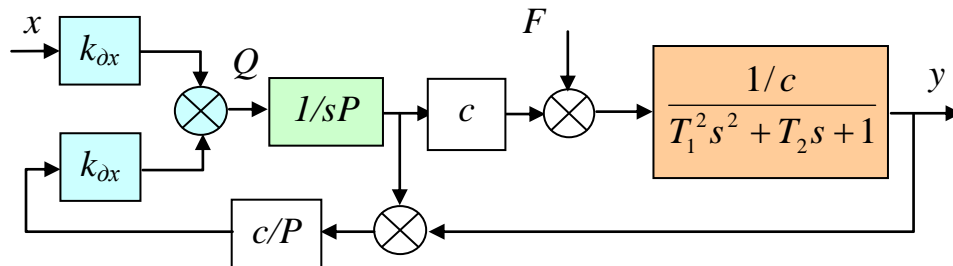 x
k∂x
Q
1/sP
c
F
1/c
T₁²s² + T₂s + 1
y
k∂x
c/P